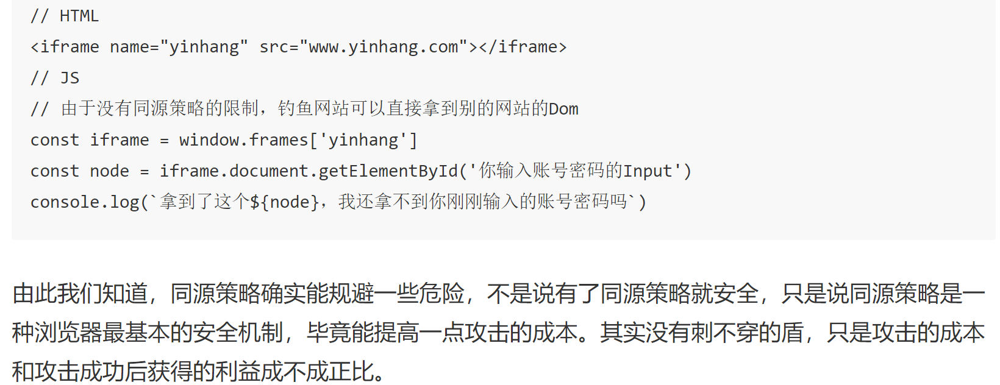 // HTML
<iframe name="yinhang" src="www.yinhang.com"></iframe>
// JS
// 由于没有同源策略的限制，钓鱼网站可以直接拿到别的网站的Dom
const iframe = window.frames['yinhang']
const node = iframe.document.getElementById('你输入账号密码的Input')
console.log(`拿到了这个${node}，我还拿不到你刚刚输入的账号密码吗`)
由此我们知道，同源策略确实能规避一些危险，不是说有了同源策略就安全，只是说同源策略是一
种浏览器最基本的安全机制，毕竟能提高一点攻击的成本。其实没有刺不穿的盾，只是攻击的成本
和攻击成功后获得的利益成不成正比。